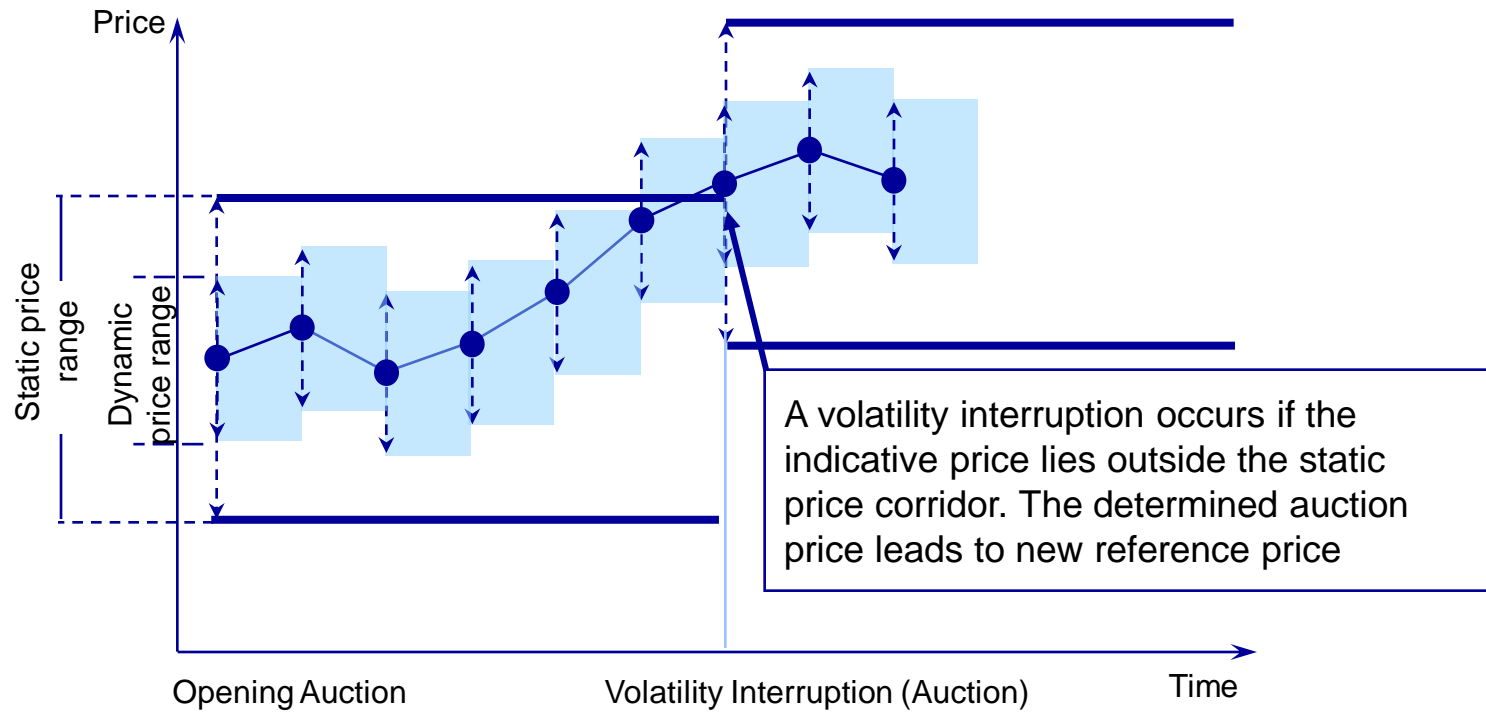 Price
Static price
range
Dynamic
price range
A volatility interruption occurs if the
indicative price lies outside the static
price corridor. The determined auction
price leads to new reference price
Opening Auction
Volatility Interruption (Auction)
Time